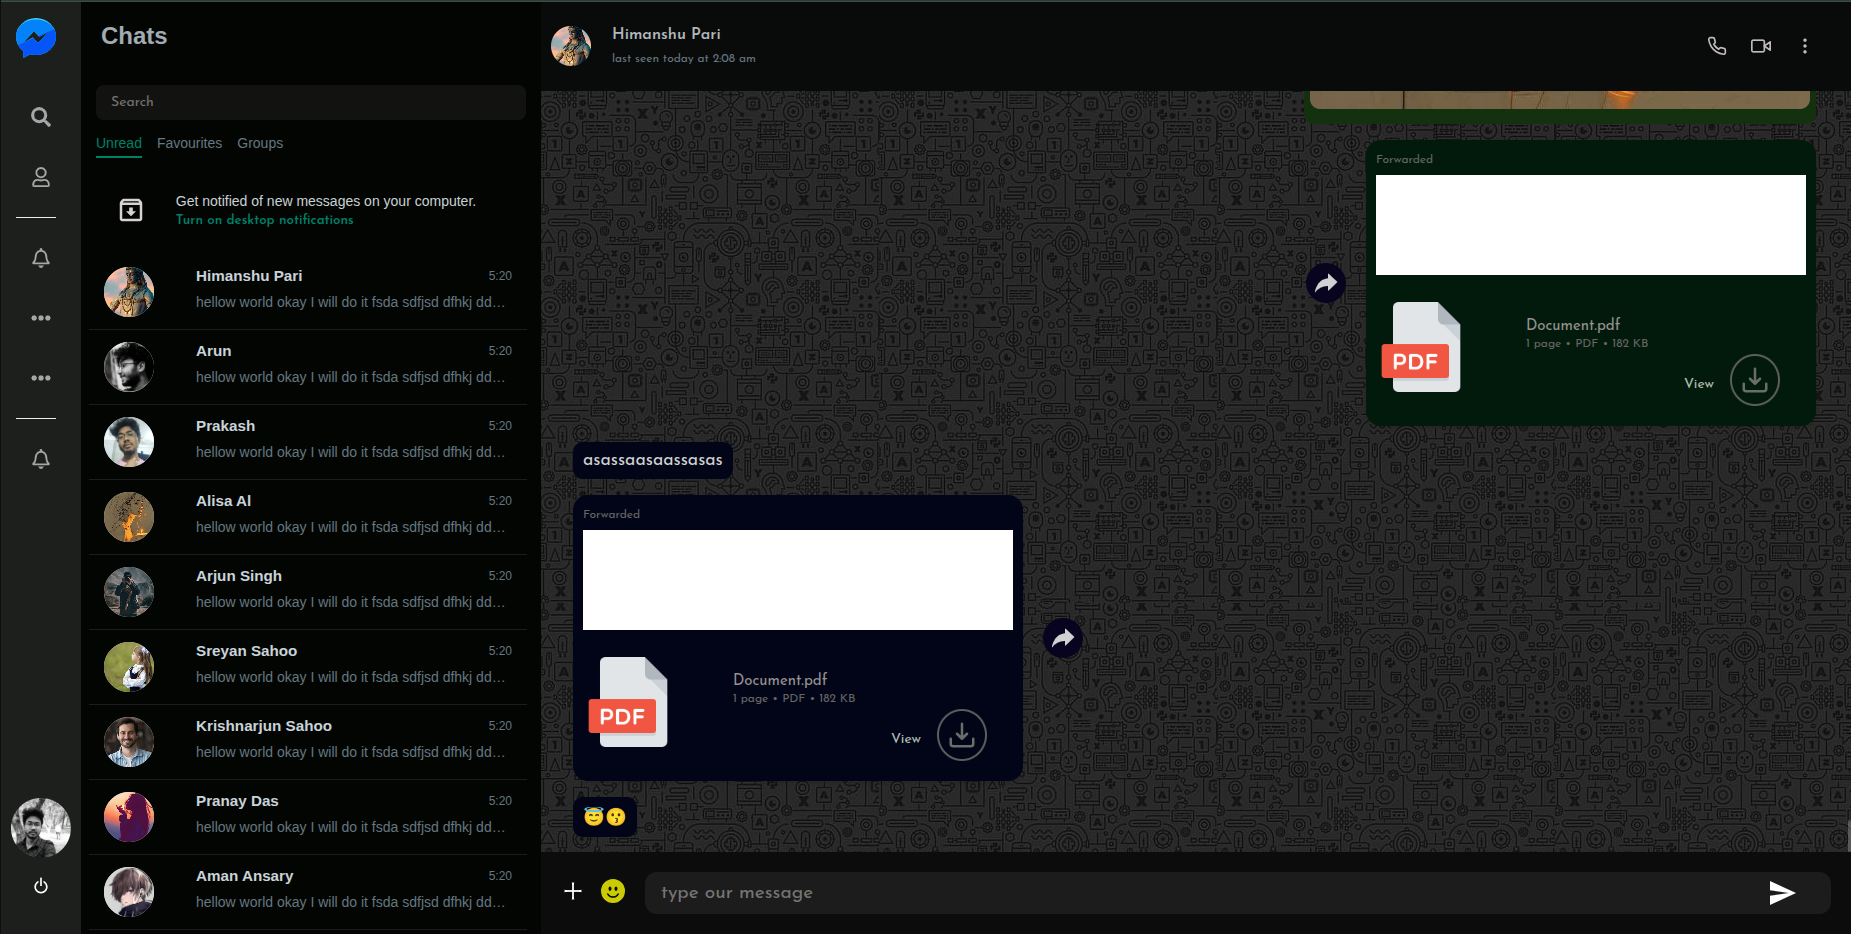 Chats
Search
Unread Favourites Groups
Get notified of new messages on your computer.
Turn on desktop notifications
Himanshu Pari 5:20
hellow world okay I will do it fsda sdfjsd dfhkj dd...
Arun 5:20
hellow world okay I will do it fsda sdfjsd dfhkj dd...
Prakash 5:20
hellow world okay I will do it fsda sdfjsd dfhkj dd...
Alisa Al 5:20
hellow world okay I will do it fsda sdfjsd dfhkj dd...
Arjun Singh 5:20
hellow world okay I will do it fsda sdfjsd dfhkj dd...
Sreyan Sahoo 5:20
hellow world okay I will do it fsda sdfjsd dfhkj dd...
Krishnarjun Sahoo 5:20
hellow world okay I will do it fsda sdfjsd dfhkj dd...
Pranay Das 5:20
hellow world okay I will do it fsda sdfjsd dfhkj dd...
Aman Ansary 5:20
hellow world okay I will do it fsda sdfjsd dfhkj dd...
Himanshu Pari
last seen today at 2:08 am
Forwarded
PDF
Document.pdf
1 page • PDF • 182 KB
View
asassaasaassasas
Forwarded
PDF
Document.pdf
1 page • PDF • 182 KB
View
😇😗
type our message